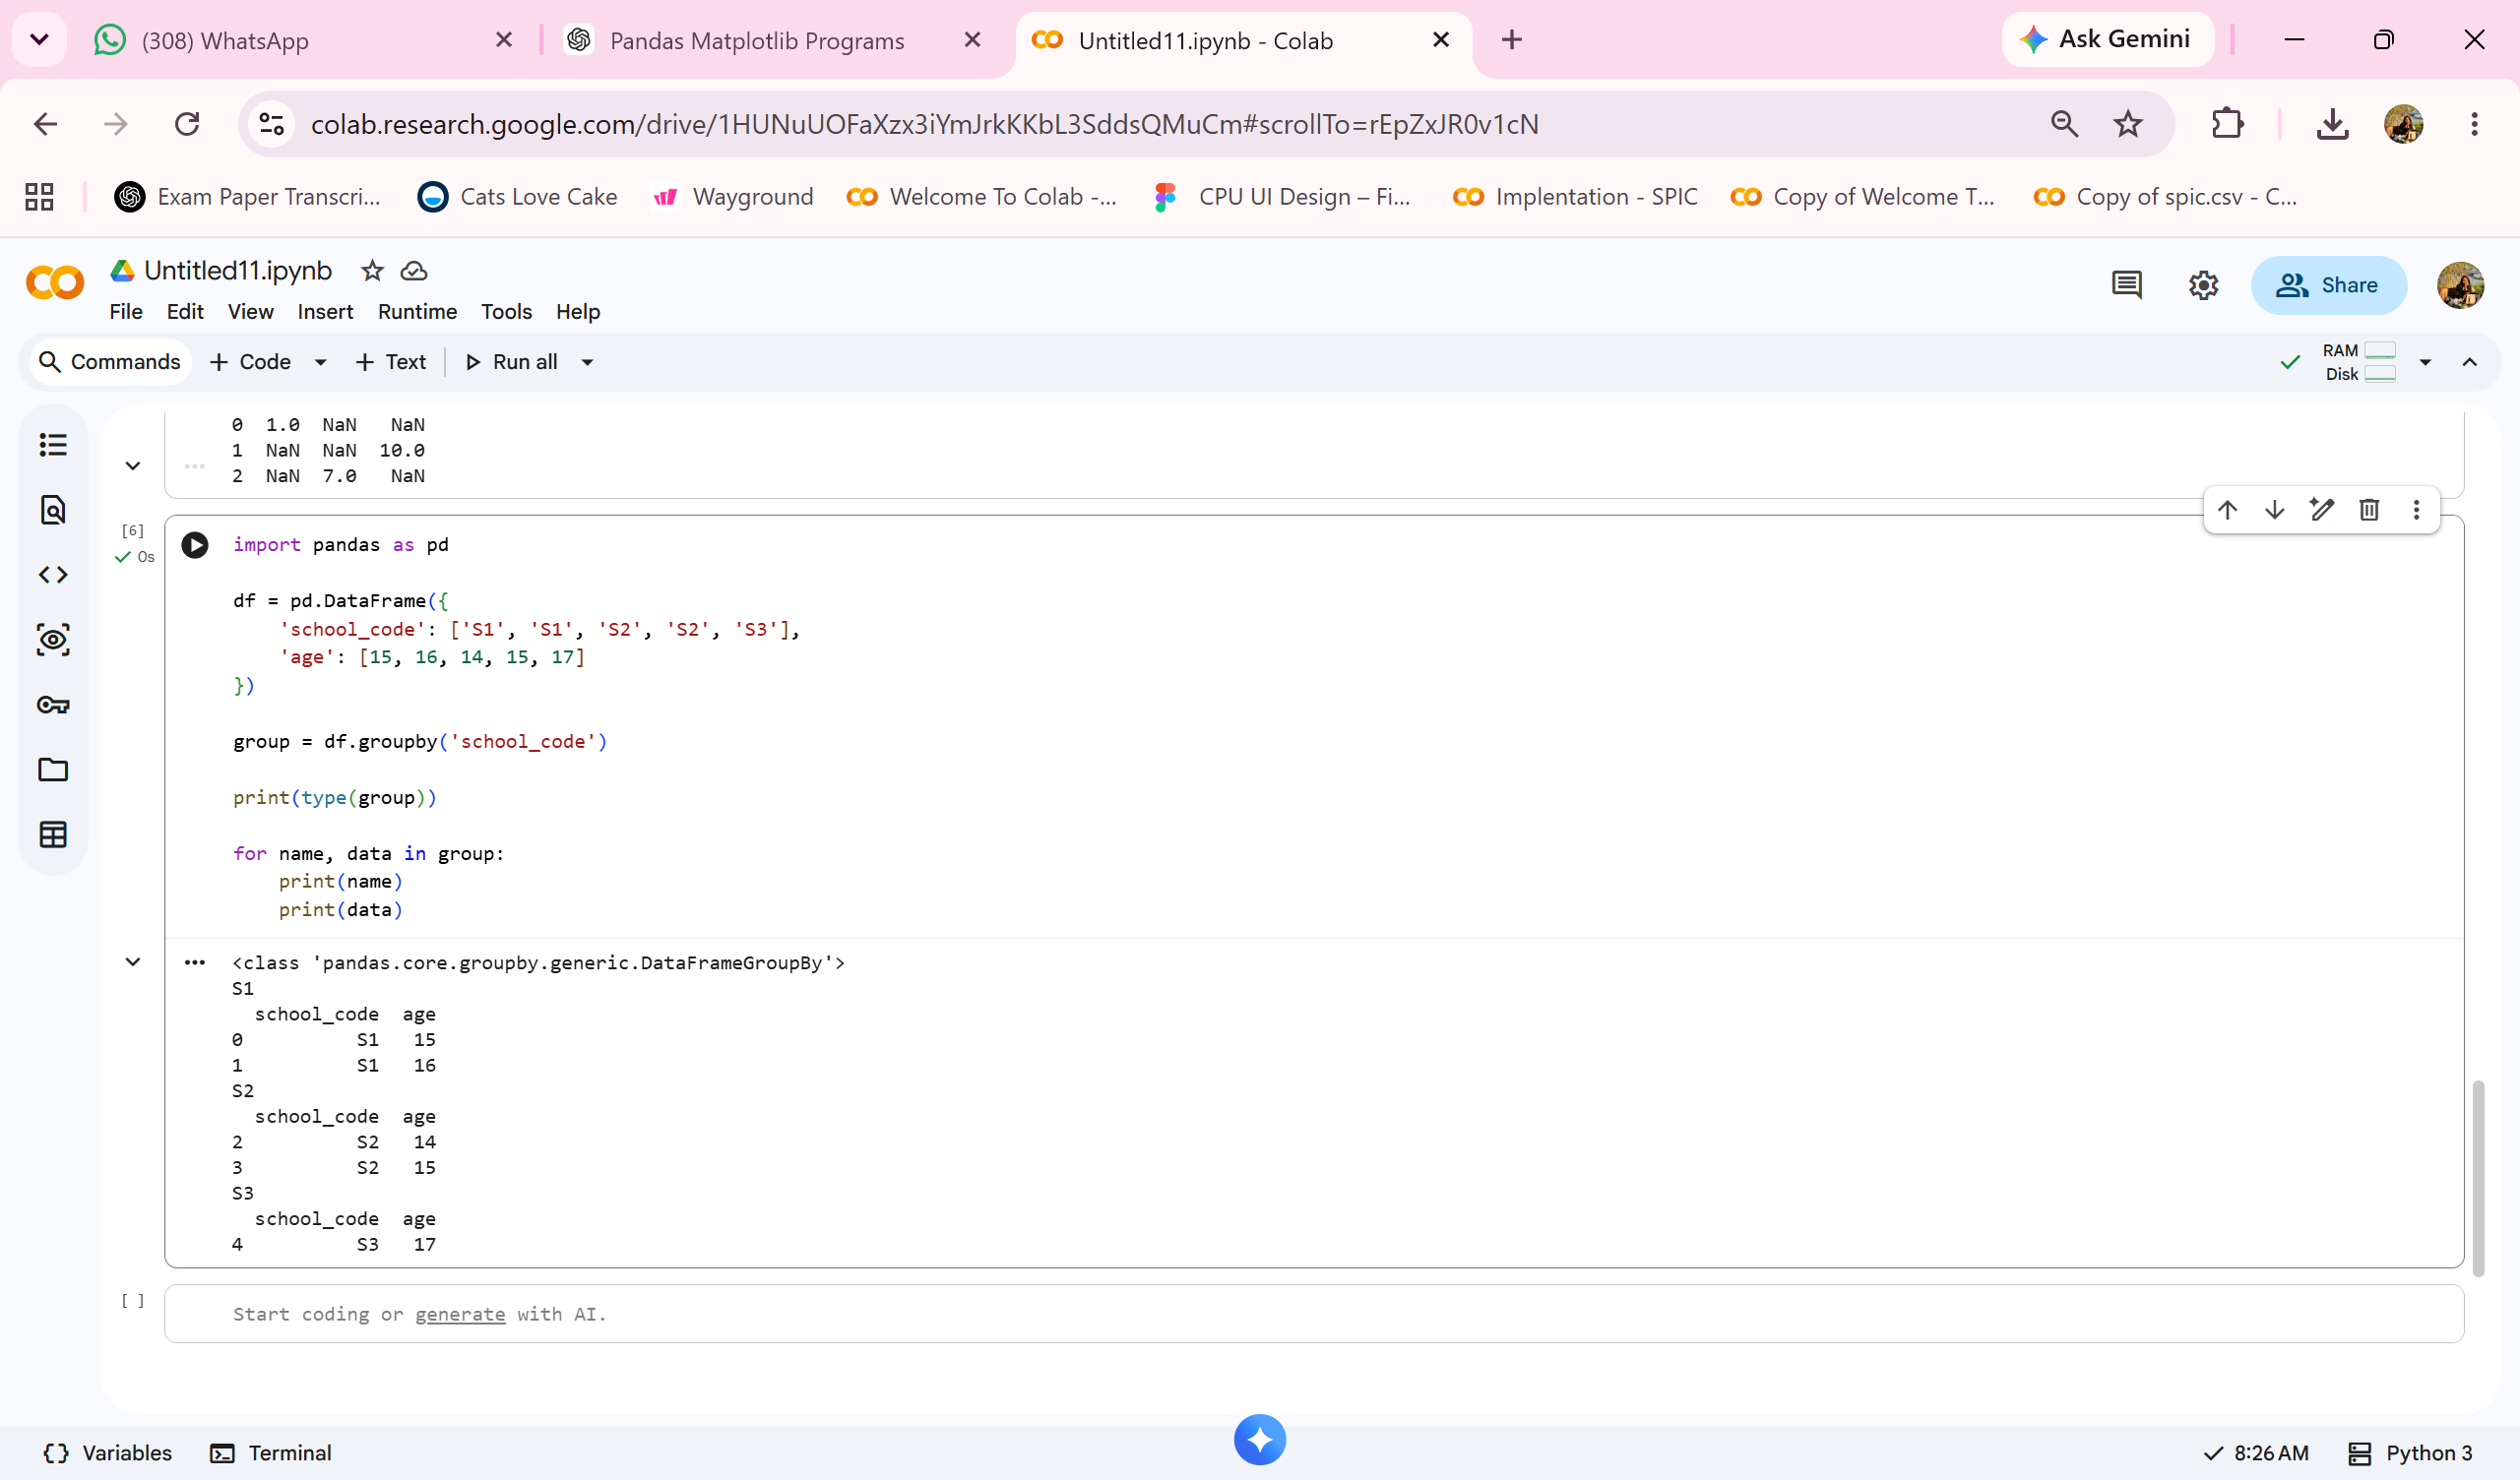 (308) WhatsApp
Pandas Matplotlib Programs
Untitled11.ipynb - Colab
Ask Gemini
colab.research.google.com/drive/1HUNuUOFaXzx3iYmJrkKKbL3SddsQMuCm#scrollTo=rEpZxJR0v1cN
Exam Paper Transcri...
Cats Love Cake
Wayground
Welcome To Colab -...
CPU UI Design – Fi...
Implentation - SPIC
Copy of Welcome T...
Copy of spic.csv - C...
Untitled11.ipynb
File Edit View Insert Runtime Tools Help
Share
Commands + Code + Text Run all
RAM
Disk
0  1.0  NaN   NaN
1  NaN  NaN  10.0
2  NaN  7.0   NaN
[6]
0s
import pandas as pd
df = pd.DataFrame({
    'school_code': ['S1', 'S1', 'S2', 'S2', 'S3'],
    'age': [15, 16, 14, 15, 17]
})
group = df.groupby('school_code')
print(type(group))
for name, data in group:
    print(name)
    print(data)
<class 'pandas.core.groupby.generic.DataFrameGroupBy'>
S1
  school_code  age
0          S1   15
1          S1   16
S2
  school_code  age
2          S2   14
3          S2   15
S3
  school_code  age
4          S3   17
[ ]
Start coding or generate with AI.
Variables
Terminal
8:26 AM
Python 3